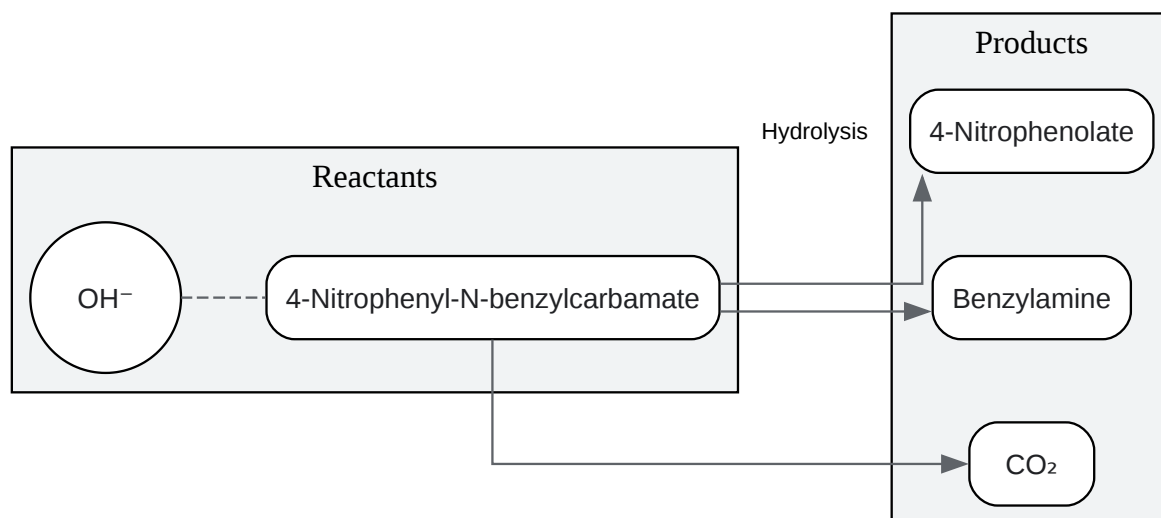 Products
4-Nitrophenolate
Hydrolysis
Reactants
OH⁻
4-Nitrophenyl-N-benzylcarbamate
Benzylamine
CO₂